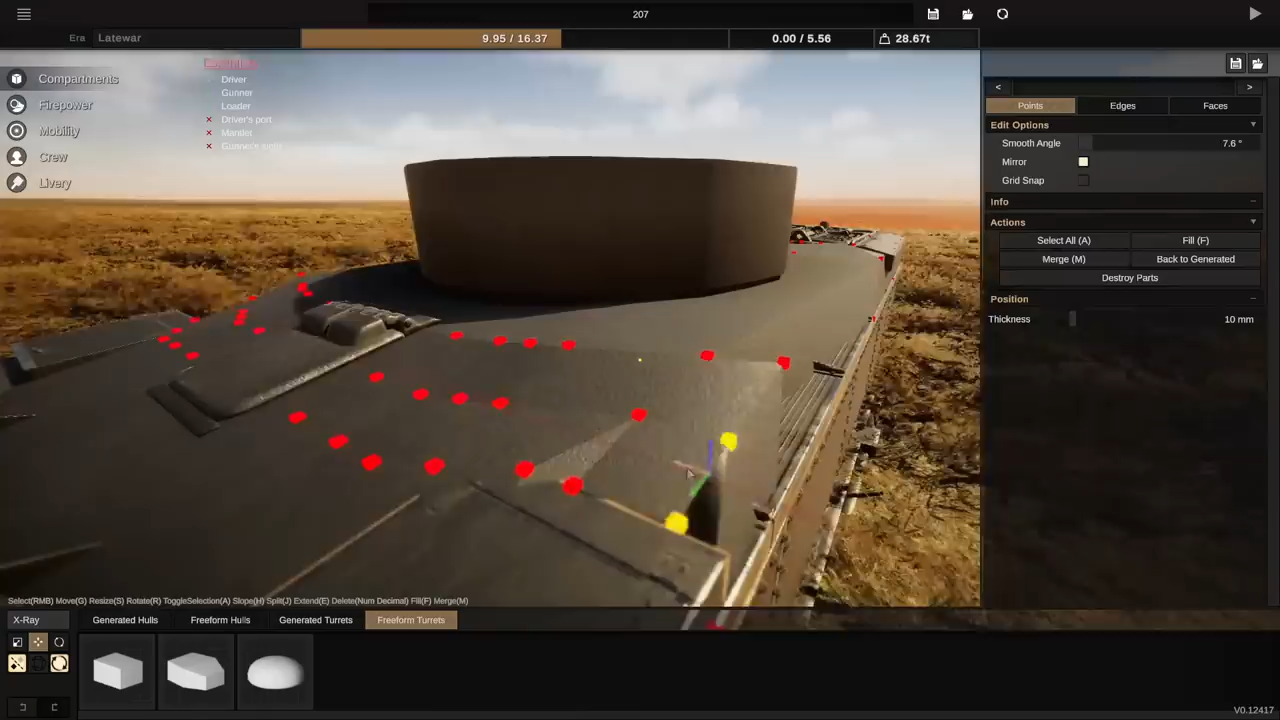 207
Era Latewar
9.95 / 16.37
0.00 / 5.56
28.67t
Compartments
Firepower
Mobility
Crew
Livery
Driver
Gunner
Loader
× Driver's port
× Mantlet
× Gunner's sight
< >
Points Edges Faces
Edit Options
Smooth Angle 7.6 °
Mirror
Grid Snap
Info
Actions
Select All (A) Fill (F)
Merge (M) Back to Generated
Destroy Parts
Position
Thickness 10 mm
Select(RMB) Move(G) Resize(S) Rotate(R) ToggleSelection(A) Slope(H) Split(J) Extend(E) Delete(Num Decimal) Fill(F) Merge(M)
X-Ray
Generated Hulls Freeform Hulls Generated Turrets Freeform Turrets
V0.12417